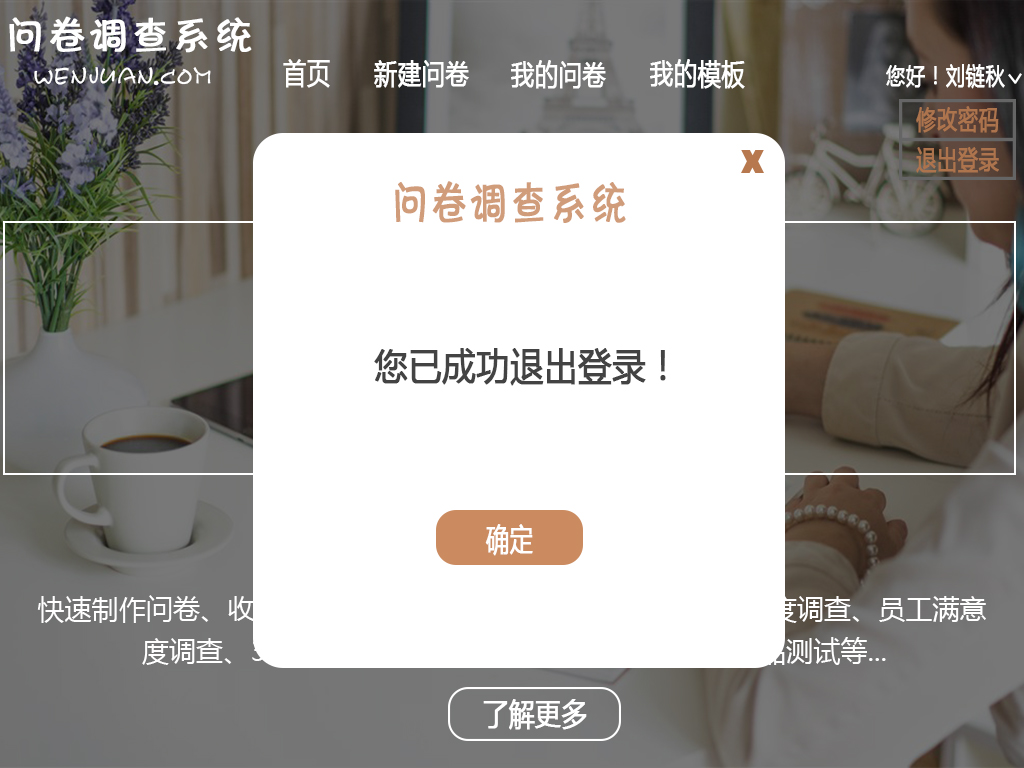 问卷调查系统
WENJUAN.COM
首页 新建问卷 我的问卷 我的模板 您好！刘链秋
修改密码
退出登录
X
问卷调查系统
您已成功退出登录！
确定
快速制作问卷、收 度调查、员工满意
度调查、 测试等...
了解更多